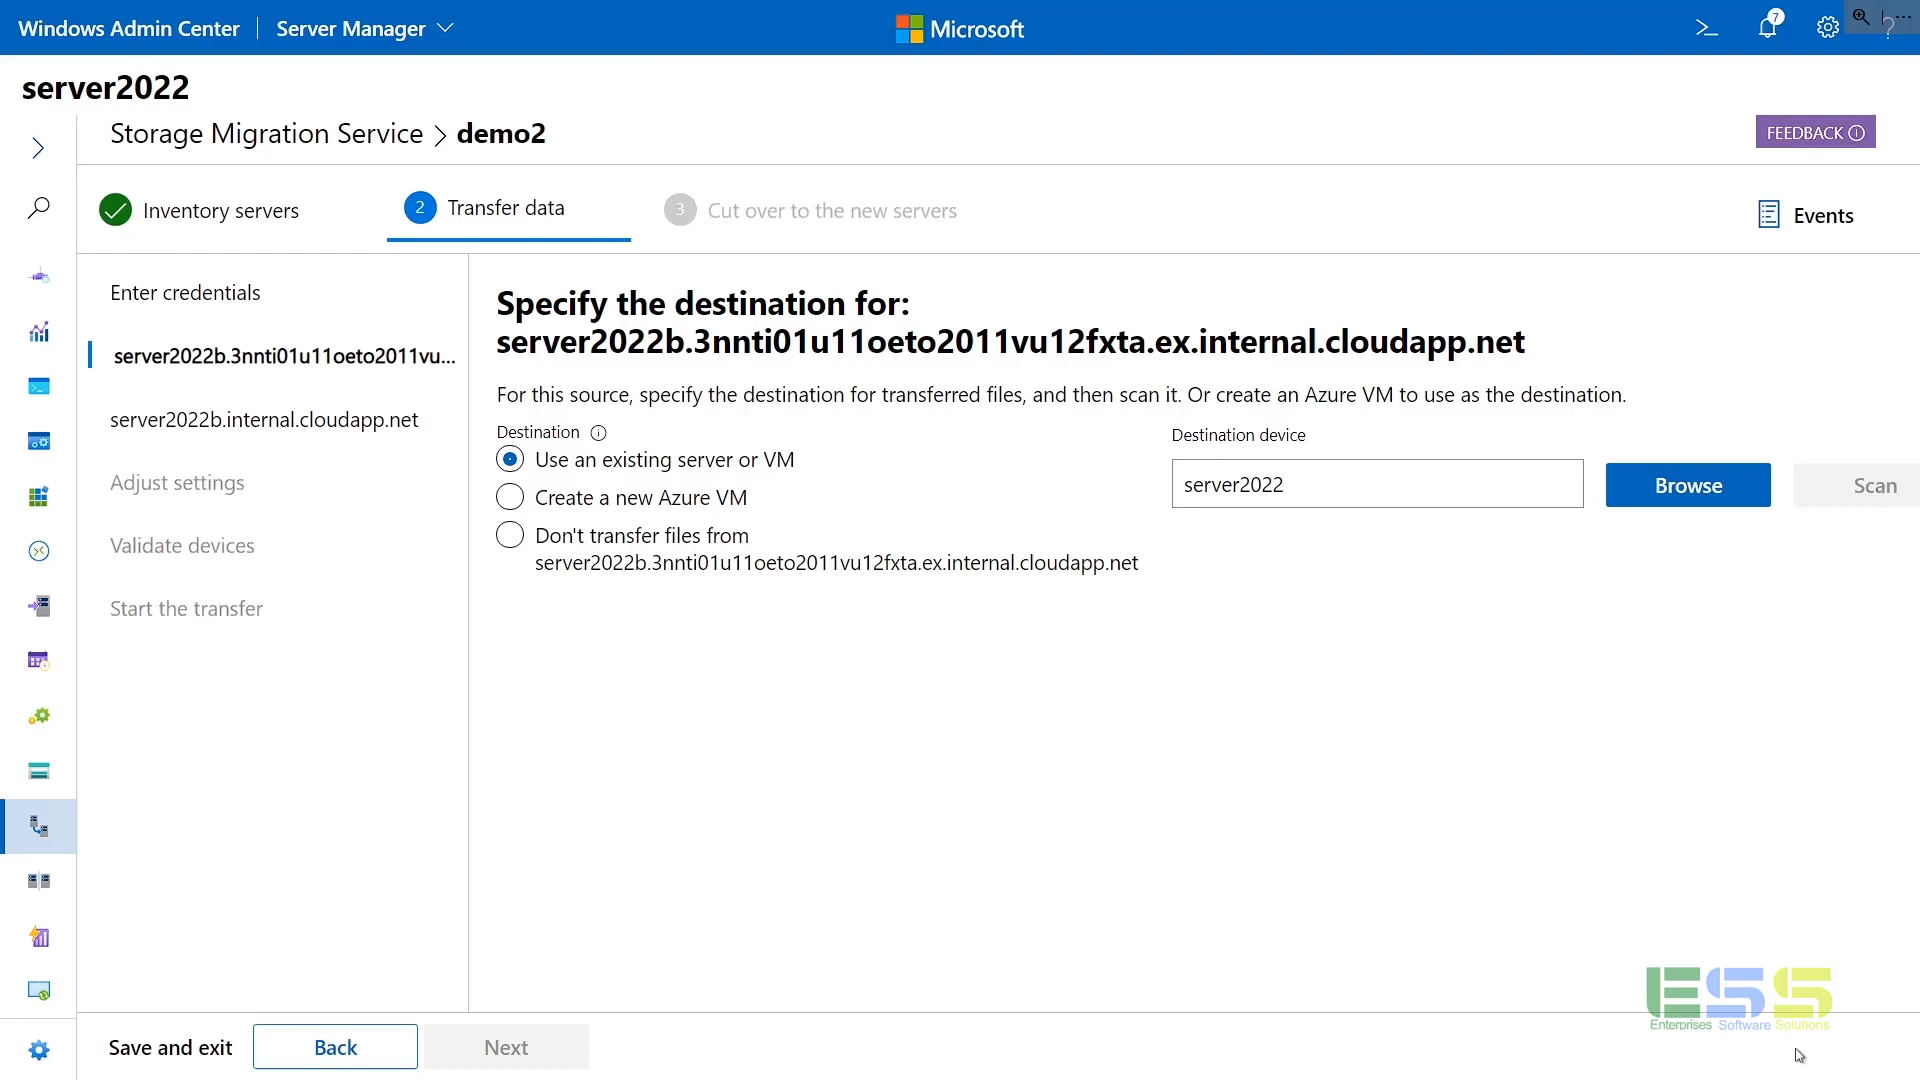 Windows Admin Center | Server Manager
Microsoft
7
?
server2022
Storage Migration Service > demo2
FEEDBACK
Inventory servers
2 Transfer data
3 Cut over to the new servers
Events
Enter credentials
server2022b.3nnti01u11oeto2011vu...
server2022b.internal.cloudapp.net
Adjust settings
Validate devices
Start the transfer
Specify the destination for:
server2022b.3nnti01u11oeto2011vu12fxta.ex.internal.cloudapp.net
For this source, specify the destination for transferred files, and then scan it. Or create an Azure VM to use as the destination.
Destination
Use an existing server or VM
Create a new Azure VM
Don't transfer files from
server2022b.3nnti01u11oeto2011vu12fxta.ex.internal.cloudapp.net
Destination device
server2022
Browse
Scan
ESS
Enterprises Software Solutions
Save and exit
Back
Next